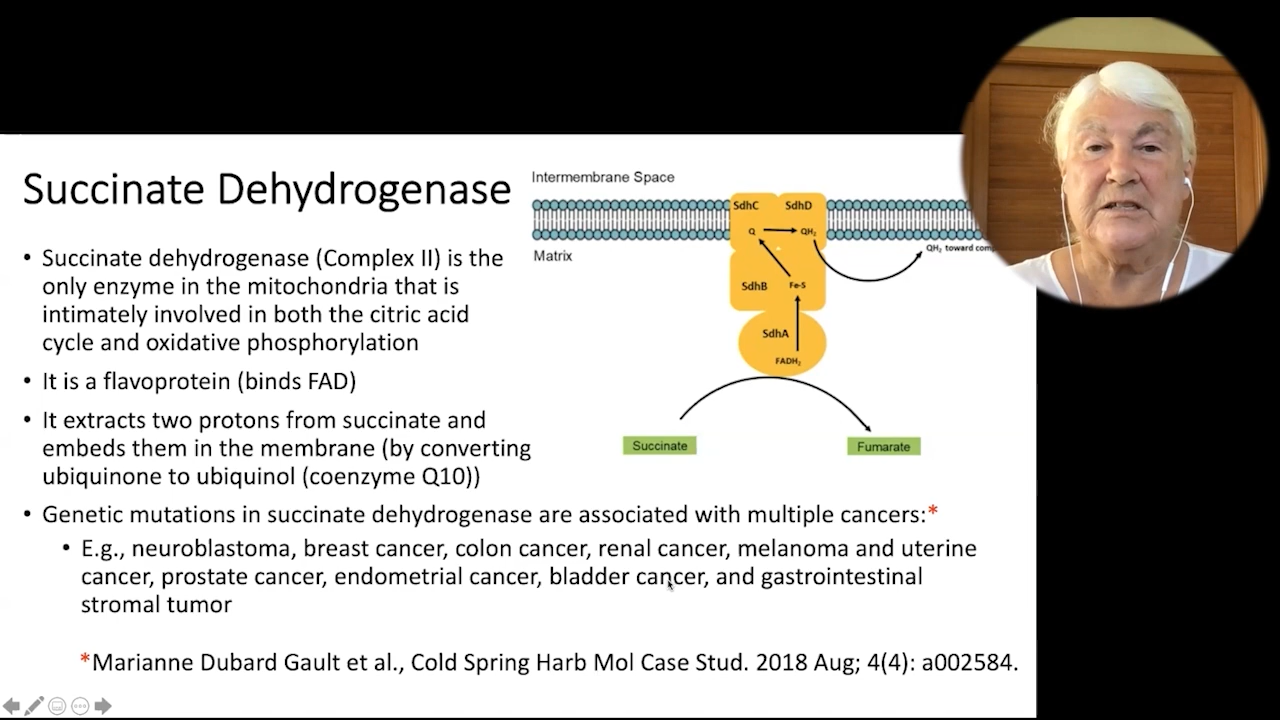 Succinate Dehydrogenase
• Succinate dehydrogenase (Complex II) is the
only enzyme in the mitochondria that is
intimately involved in both the citric acid
cycle and oxidative phosphorylation
• It is a flavoprotein (binds FAD)
• It extracts two protons from succinate and
embeds them in the membrane (by converting
ubiquinone to ubiquinol (coenzyme Q10))
• Genetic mutations in succinate dehydrogenase are associated with multiple cancers:*
• E.g., neuroblastoma, breast cancer, colon cancer, renal cancer, melanoma and uterine
cancer, prostate cancer, endometrial cancer, bladder cancer, and gastrointestinal
stromal tumor
*Marianne Dubard Gault et al., Cold Spring Harb Mol Case Stud. 2018 Aug; 4(4): a002584.
Intermembrane Space
SdhC SdhD
Q QH₂
QH₂ toward
Matrix
SdhB Fe-S
SdhA
FADH₂
Succinate Fumarate